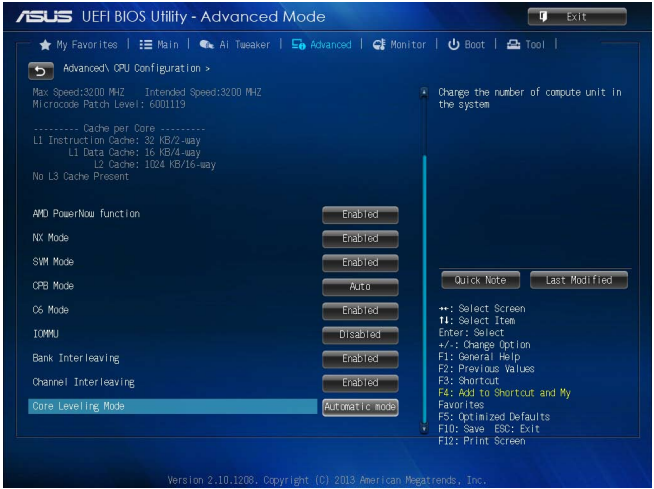 ASUS UEFI BIOS Utility - Advanced Mode
Exit
My Favorites | Main | Ai Tweaker | Advanced | Monitor | Boot | Tool |
Advanced\ CPU Configuration >
Max Speed:3200 MHZ Intended Speed:3200 MHZ
Microcode Patch Level: 6001119
--------- Cache per Core ---------
L1 Instruction Cache: 32 KB/2-way
L1 Data Cache: 16 KB/4-way
L2 Cache: 1024 KB/16-way
No L3 Cache Present
AMD PowerNow function Enabled
NX Mode Enabled
SVM Mode Enabled
CPB Mode Auto
C6 Mode Enabled
IOMMU Disabled
Bank Interleaving Enabled
Channel Interleaving Enabled
Core Leveling Mode Automatic mode
Change the number of compute unit in
the system
Quick Note Last Modified
→←: Select Screen
↑↓: Select Item
Enter: Select
+/-: Change Option
F1: General Help
F2: Previous Values
F3: Shortcut
F4: Add to Shortcut and My
Favorites
F5: Optimized Defaults
F10: Save ESC: Exit
F12: Print Screen
Version 2.10.1208. Copyright (C) 2013 American Megatrends, Inc.